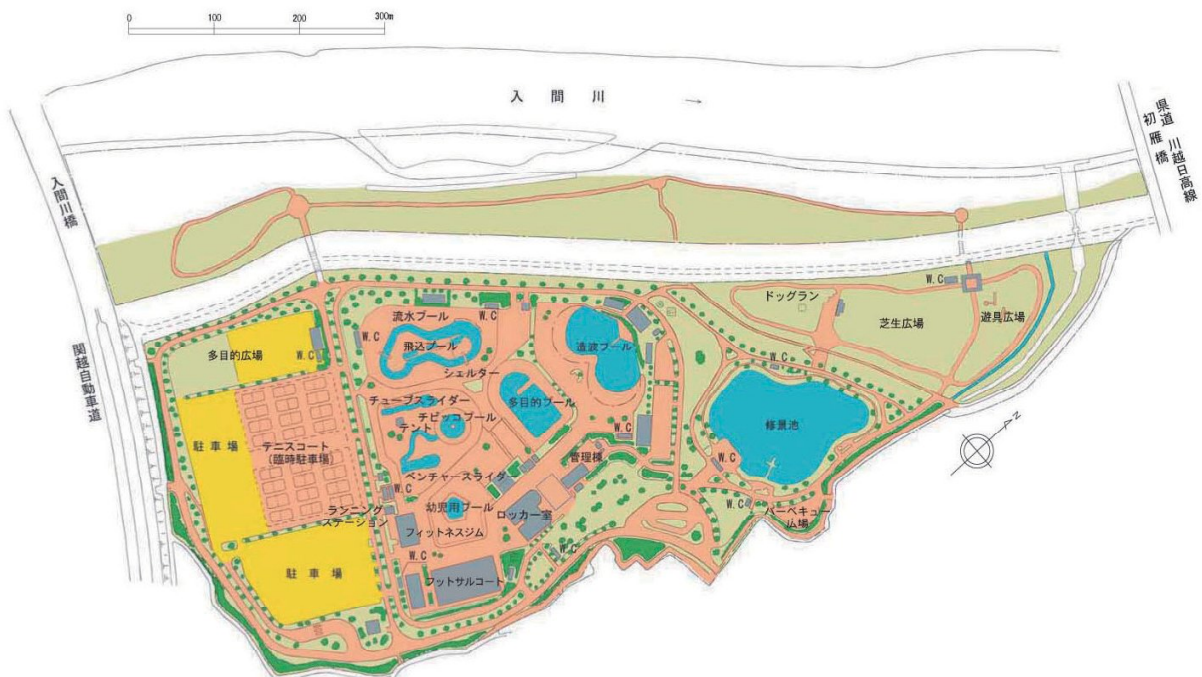 0 100 200 300m
入間川 →
県道 川越日高線
初雁橋
入間川橋
関越自動車道
W.C
ドッグラン
芝生広場
遊具広場
流水プール
W.C
飛込プール
造波プール
シェルター
多目的広場
W.C
W.C
W.C
チューブスライダー
チビッコプール
多目的プール
テント
修景池
N
駐車場
テニスコート
(臨時駐車場)
W.C
管理棟
W.C
ベンチャースライダ
W.C
幼児用プール
ロッカー室
ランニング
ステーション
フィットネスジム
W.C
バーベキュー
広場
W.C
W.C
駐車場
フットサルコート